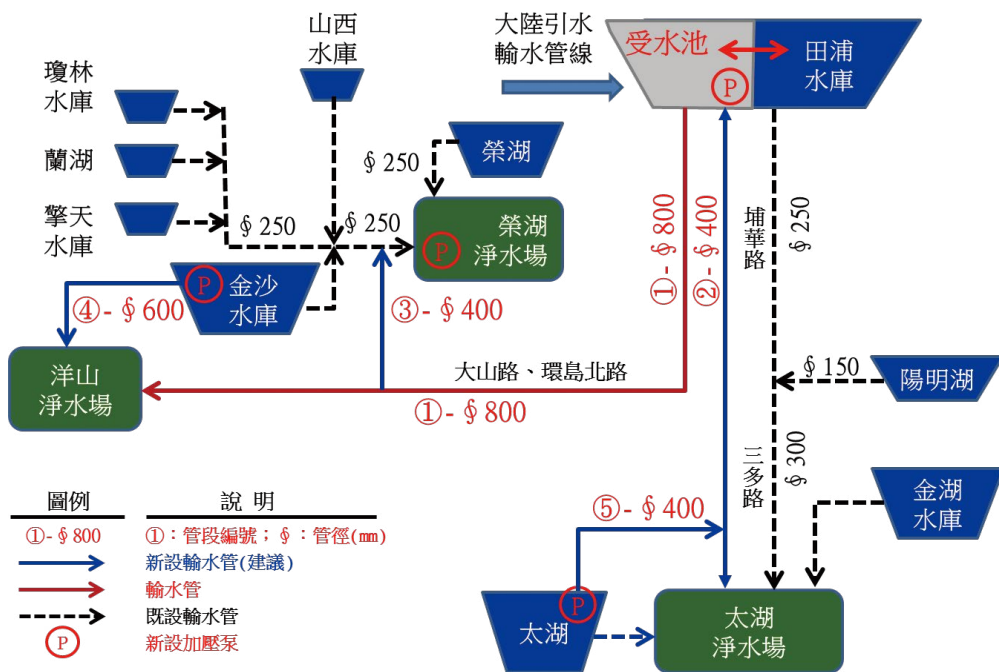 山西
水庫
大陸引水
輸水管線
受水池
P
田浦
水庫
瓊林
水庫
蘭湖
擎天
水庫
§ 250
§ 250
§ 250
榮湖
P
榮湖
淨水場
①- § 800
②- § 400
埔華路
§ 250
P
金沙
水庫
④- § 600
③- § 400
洋山
淨水場
大山路、環島北路
①- § 800
§ 150
陽明湖
三多路
§ 300
金湖
水庫
⑤- § 400
P
太湖
太湖
淨水場
圖例 說 明
①- § 800 ①：管段編號； § ：管徑(mm)
新設輸水管(建議)
輸水管
既設輸水管
P 新設加壓泵